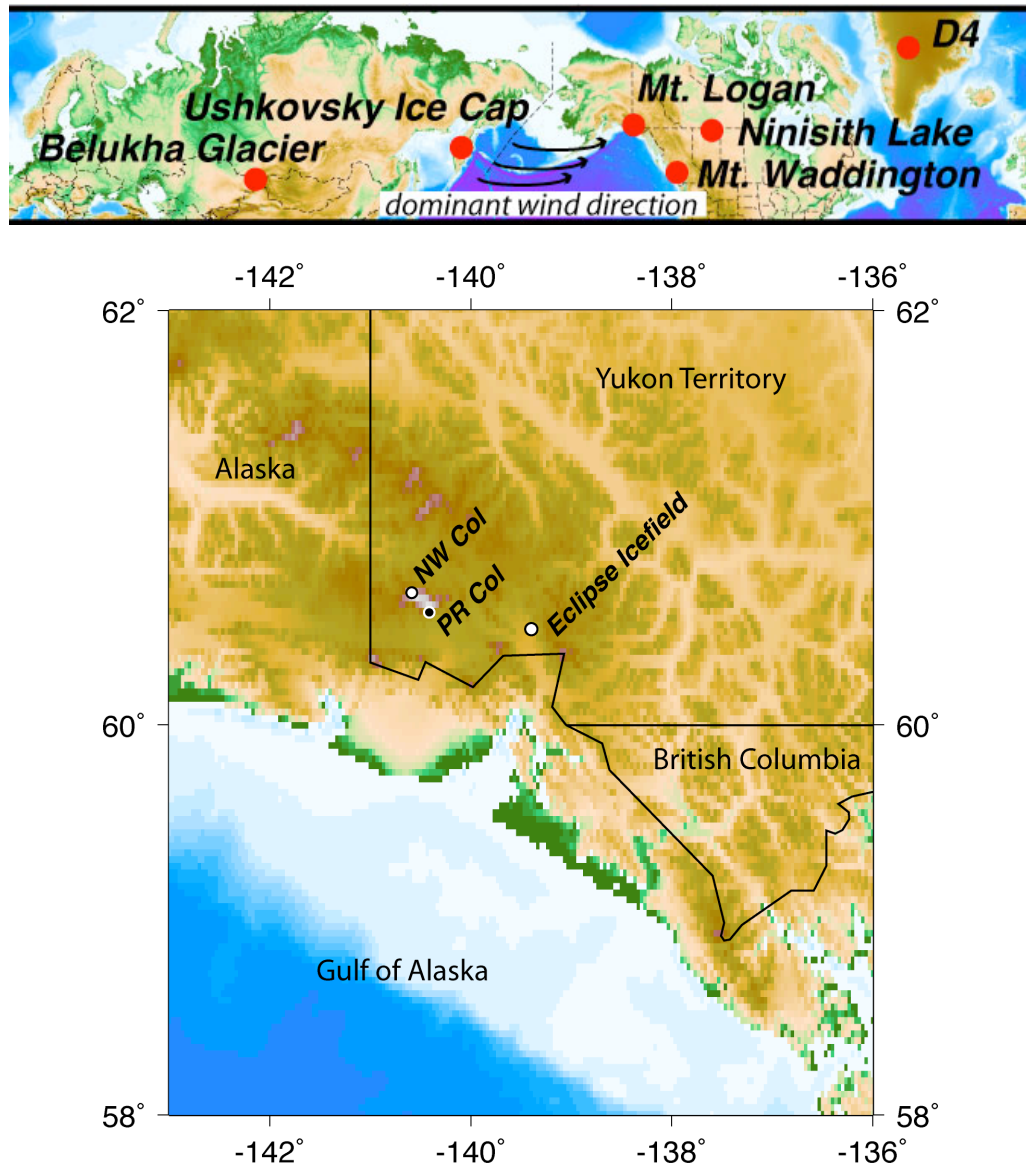 D4
Mt. Logan
Ushkovsky Ice Cap
Ninisith Lake
Belukha Glacier
Mt. Waddington
dominant wind direction
-142° -140° -138° -136°
62° 62°
Yukon Territory
Alaska
NW Col
PR Col
Eclipse Icefield
60° 60°
British Columbia
Gulf of Alaska
58° 58°
-142° -140° -138° -136°